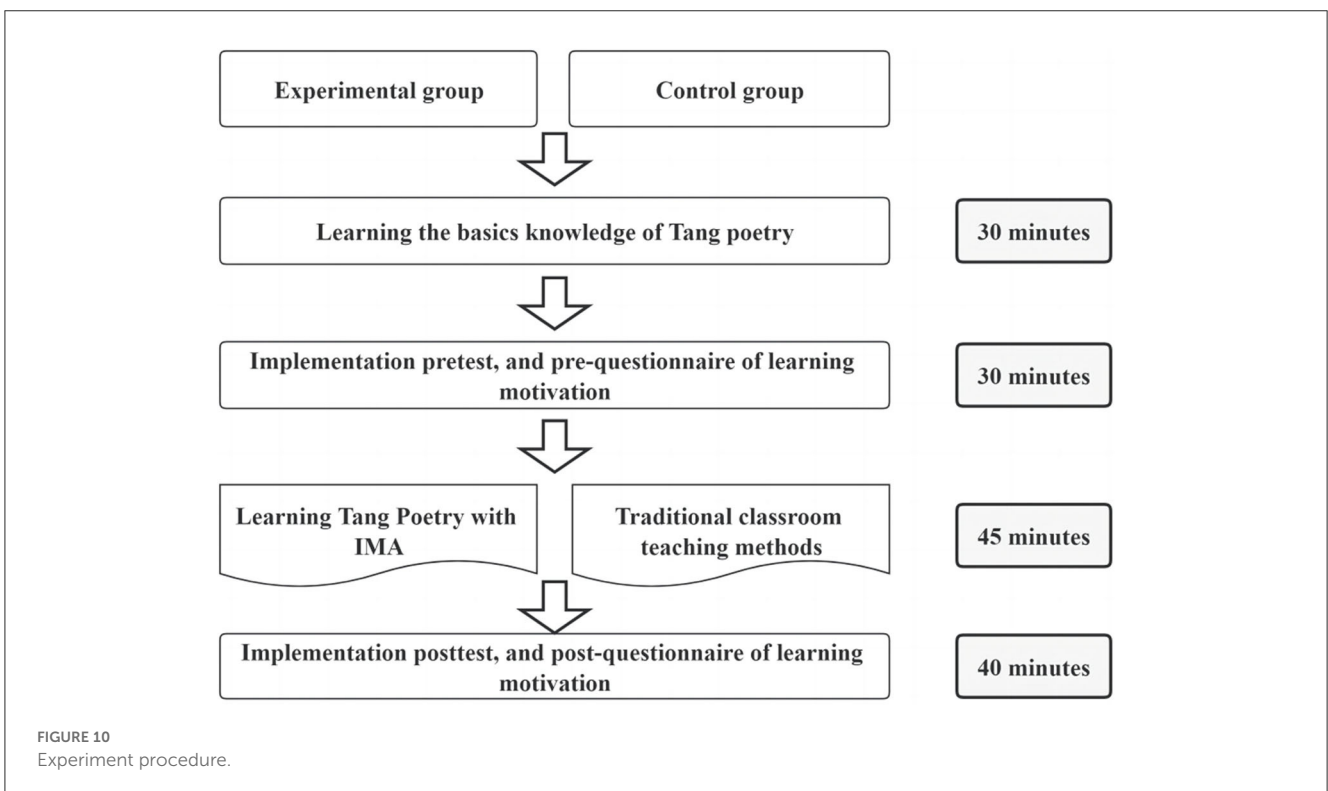 Experimental group
Control group
Learning the basics knowledge of Tang poetry
30 minutes
Implementation pretest, and pre-questionnaire of learning
motivation
30 minutes
Learning Tang Poetry with
IMA
Traditional classroom
teaching methods
45 minutes
Implementation posttest, and post-questionnaire of learning
motivation
40 minutes
FIGURE 10
Experiment procedure.